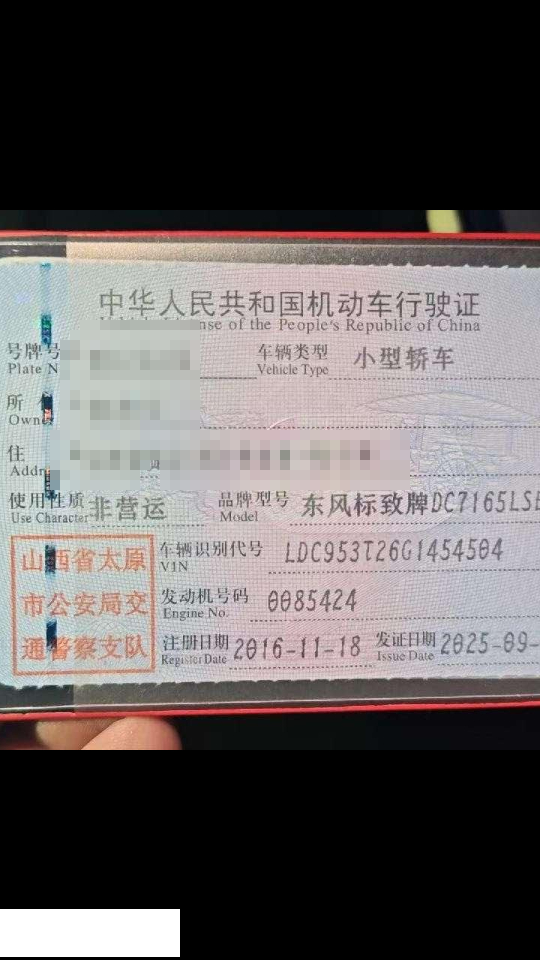 中华人民共和国机动车行驶证
nse of the People's Republic of China
号牌号
Plate N
车辆类型 小型轿车
Vehicle Type
所
Owne
住
Addr
使用性质 非营运
Use Character
品牌型号 东风标致牌DC7165LS
Model
山西省太原
市公安局交
通警察支队
车辆识别代号 LDC953T26G1454504
VIN
发动机号码 0085424
Engine No.
注册日期 2016-11-18
Register Date
发证日期 2025-09-
Issue Date